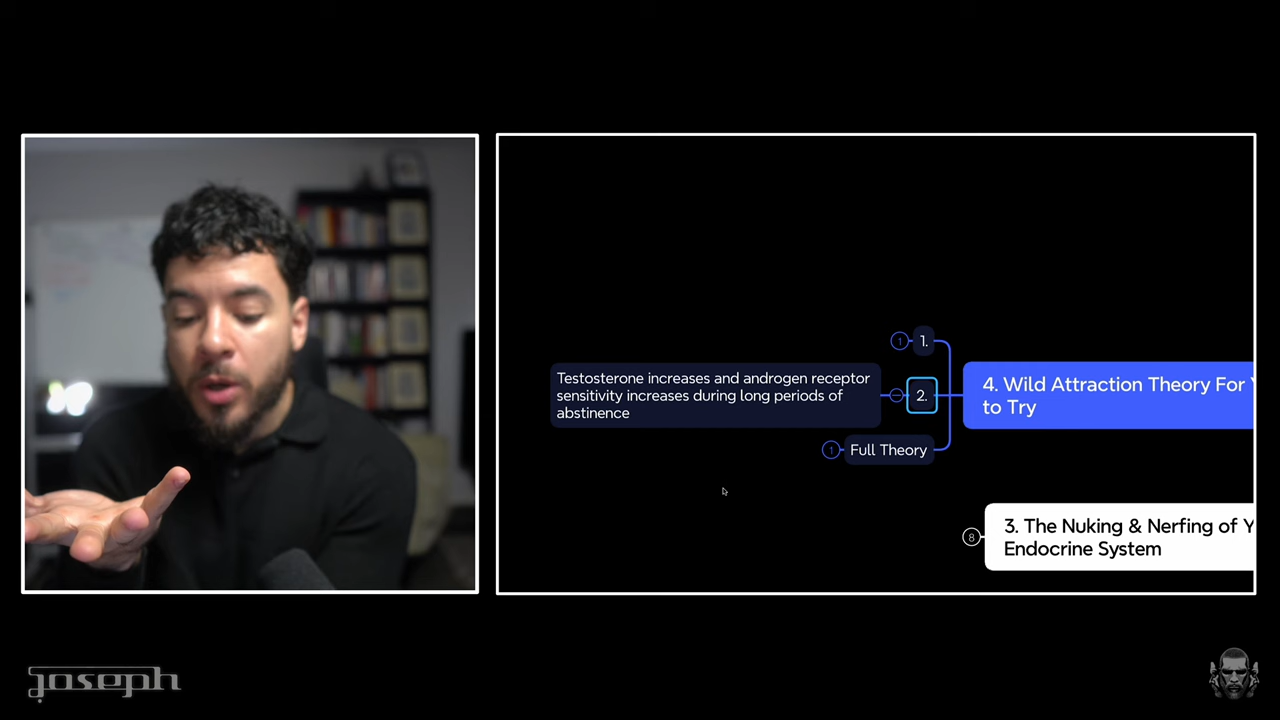 1
1.
4. Wild Attraction Theory For
to Try
Testosterone increases and androgen receptor
sensitivity increases during long periods of
abstinence
2.
1
Full Theory
8
3. The Nuking & Nerfing of Y
Endocrine System
joseph